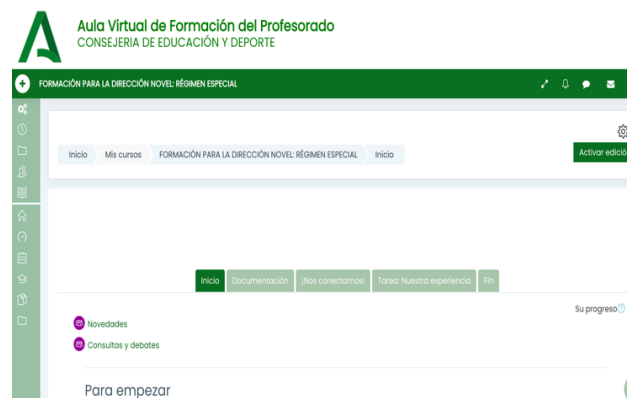 Aula Virtual de Formación del Profesorado
CONSEJERIA DE EDUCACIÓN Y DEPORTE
FORMACIÓN PARA LA DIRECCIÓN NOVEL: RÉGIMEN ESPECIAL
Inicio Mis cursos FORMACIÓN PARA LA DIRECCIÓN NOVEL: RÉGIMEN ESPECIAL Inicio
Activar edició
Inicio Documentación ¡Nos conectamos! Tarea: Nuestra experiencia Fin
Su progreso
Novedades
Consultas y debates
Para empezar